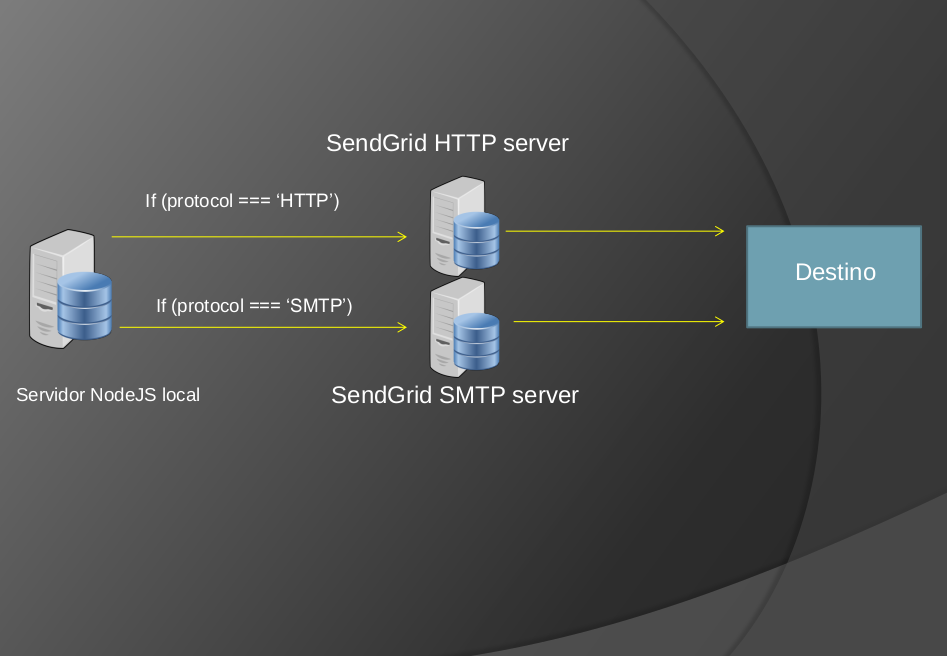 SendGrid HTTP server
If (protocol === ‘HTTP’)
Destino
If (protocol === ‘SMTP’)
Servidor NodeJS local
SendGrid SMTP server